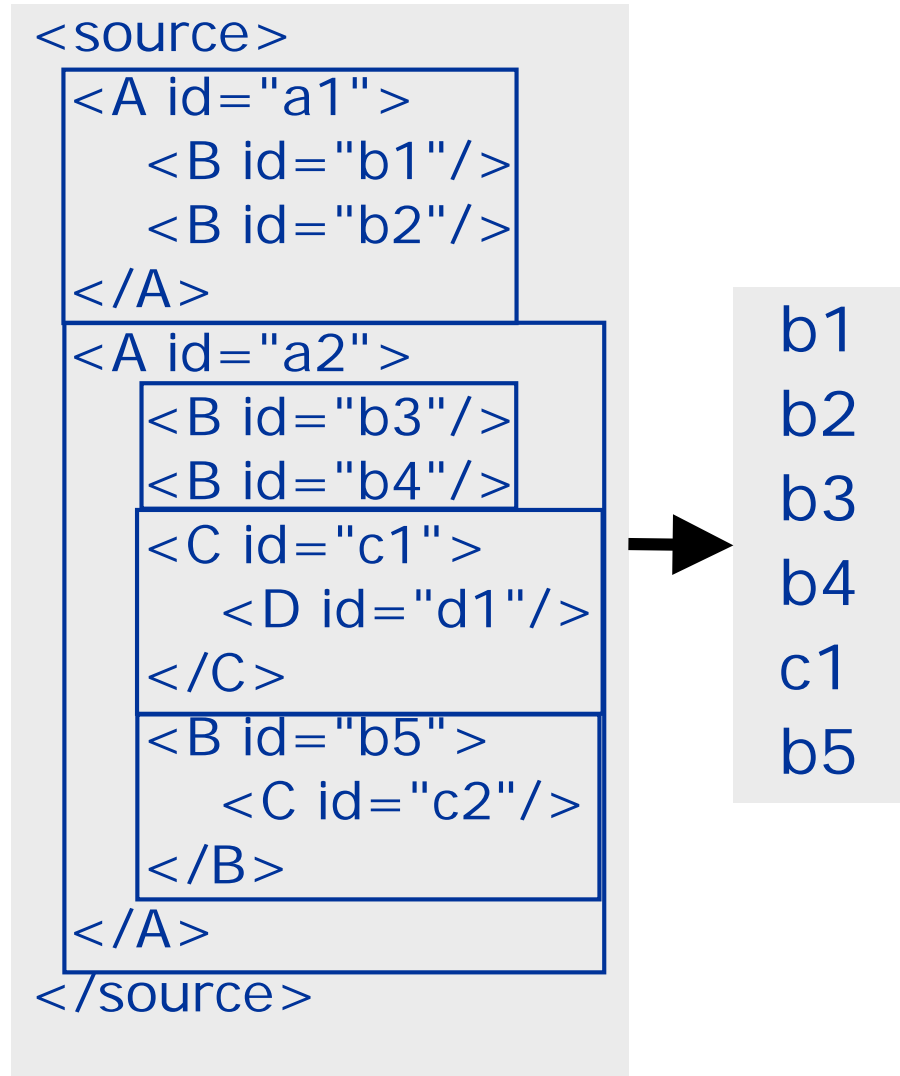 <source>
<A id="a1">
<B id="b1"/>
<B id="b2"/>
</A>
<A id="a2">
<B id="b3"/>
<B id="b4"/>
<C id="c1">
<D id="d1"/>
</C>
<B id="b5">
<C id="c2"/>
</B>
</A>
</source>
b1
b2
b3
b4
c1
b5